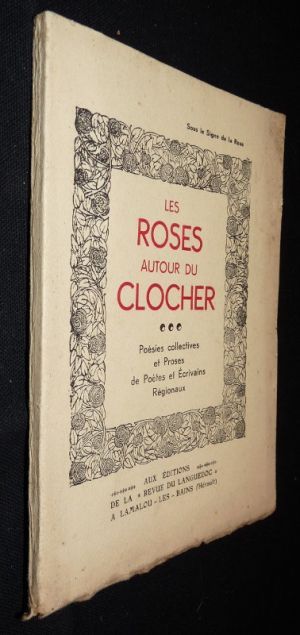 Sous le Signe de la Rose
LES
ROSES
AUTOUR DU
CLOCHER
Poésies collectives
et Proses
de Poètes et Écrivains
Régionaux
AUX ÉDITIONS
DE LA " REVUE DU LANGUEDOC "
A LAMALOU - LES - BAINS (Hérault)